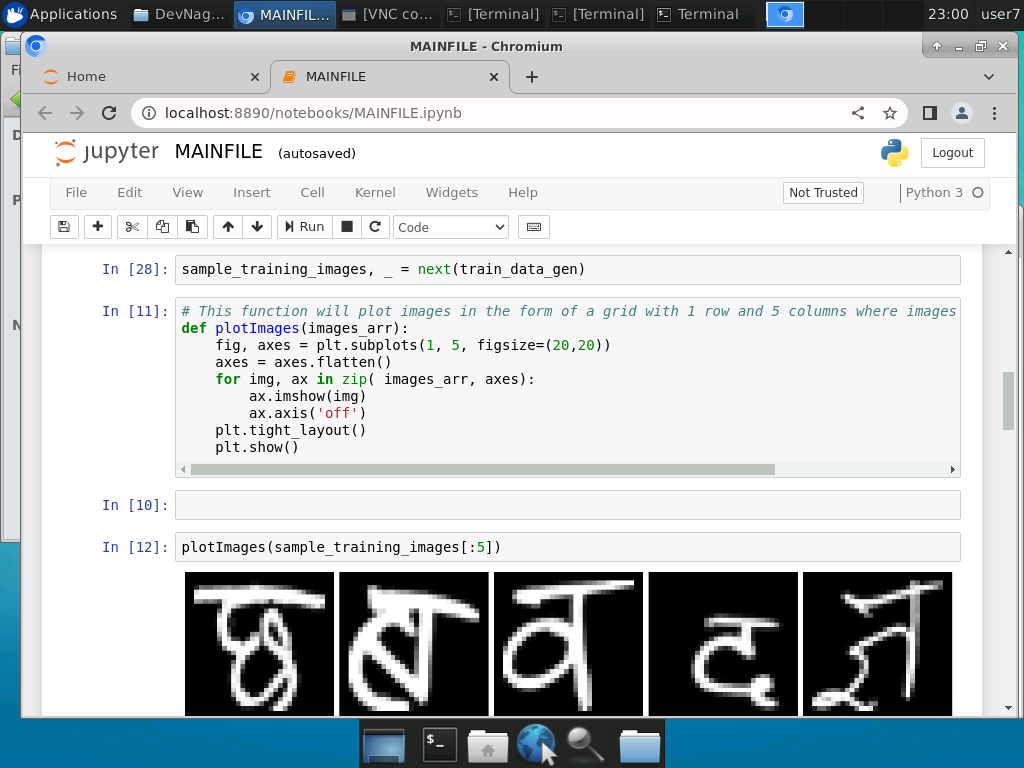 Applications DevNag... MAINFIL... [VNC co... [Terminal] [Terminal] Terminal 23:00 user7
MAINFILE - Chromium
Home MAINFILE
localhost:8890/notebooks/MAINFILE.ipynb
jupyter MAINFILE (autosaved) Logout
File Edit View Insert Cell Kernel Widgets Help Not Trusted Python 3
Run Code
In [28]: sample_training_images, _ = next(train_data_gen)
In [11]: # This function will plot images in the form of a grid with 1 row and 5 columns where images
def plotImages(images_arr):
    fig, axes = plt.subplots(1, 5, figsize=(20,20))
    axes = axes.flatten()
    for img, ax in zip( images_arr, axes):
        ax.imshow(img)
        ax.axis('off')
    plt.tight_layout()
    plt.show()
In [10]:
In [12]: plotImages(sample_training_images[:5])
छ ष व द